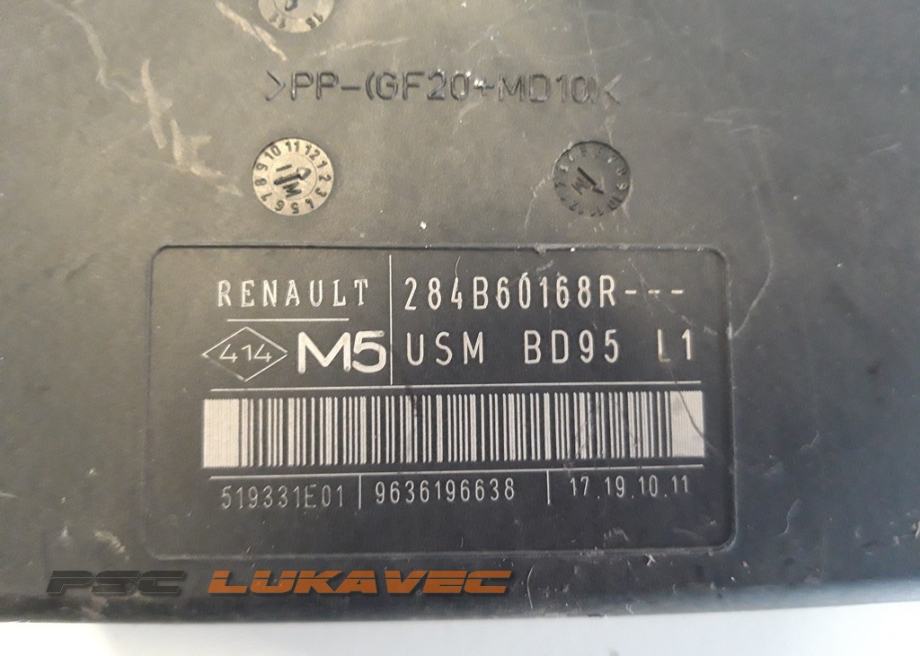 >PP-(GF20+MD10)<
RENAULT 284B60168R---
414 M5 USM BD95 L1
519331E01 9636196638 17.19.10.11
PSC LUKAVEC